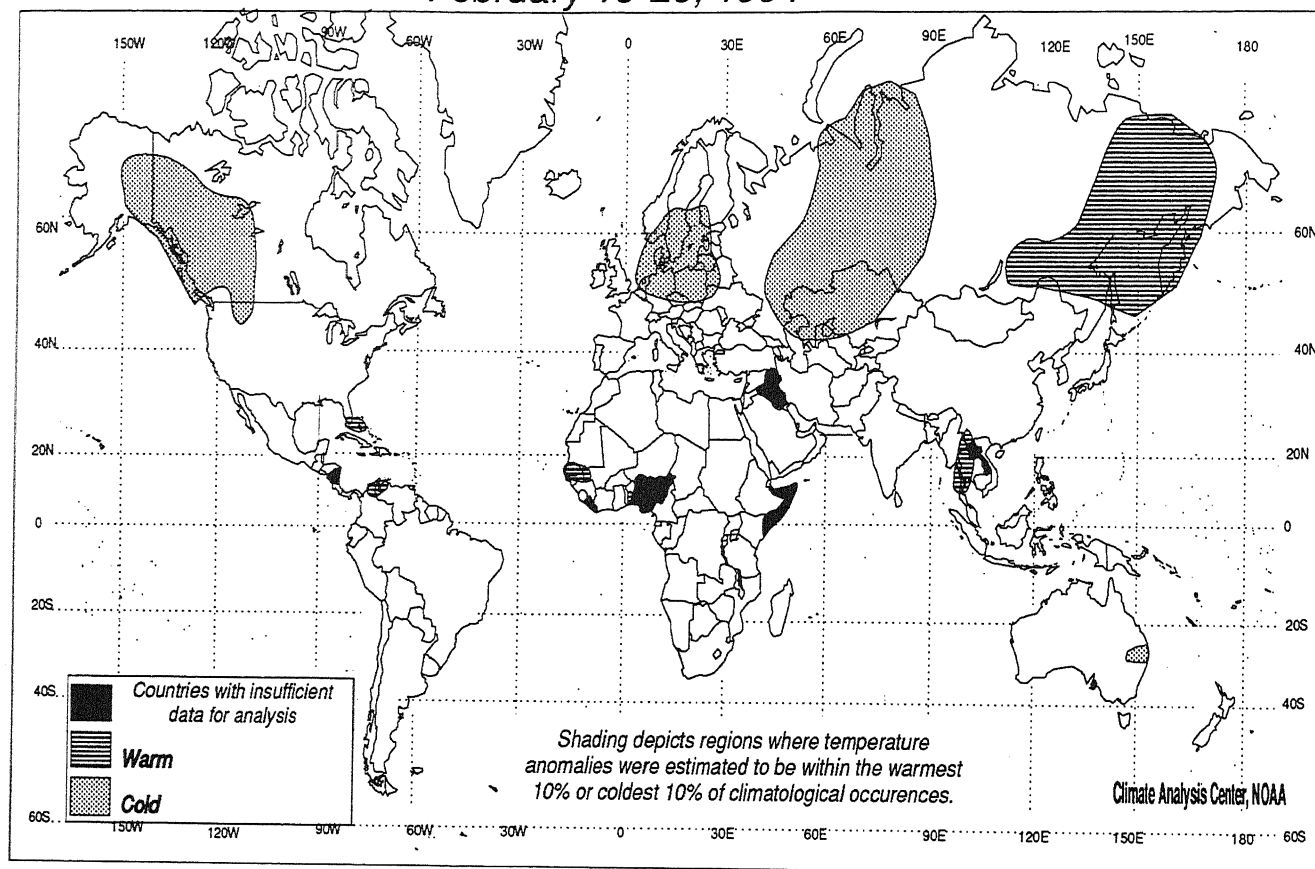 150W 120W 90W 60W 30W 0 30E 60E 90E 120E 150E 180
60N 60N
40N 40N
20N 20N
0 0
20S 20S
40S 40S
60S 60S
Countries with insufficient
data for analysis
Warm
Cold
Shading depicts regions where temperature
anomalies were estimated to be within the warmest
10% or coldest 10% of climatological occurences.
Climate Analysis Center, NOAA
150W 120W 90W 60W 30W 0 30E 60E 90E 120E 150E 180